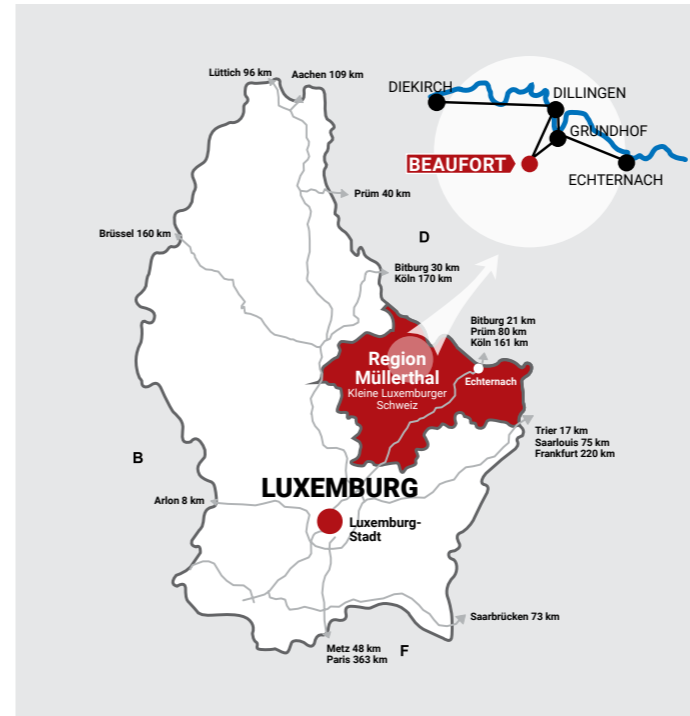 Lüttich 96 km
Aachen 109 km
DIEKIRCH
DILLINGEN
GRUNDHOF
BEAUFORT
ECHTERNACH
Prüm 40 km
Brüssel 160 km
D
Bitburg 30 km
Köln 170 km
Bitburg 21 km
Prüm 80 km
Köln 161 km
Region
Müllerthal
Kleine Luxemburger
Schweiz
Echternach
Trier 17 km
Saarlouis 75 km
Frankfurt 220 km
B
LUXEMBURG
Arlon 8 km
Luxemburg-
Stadt
Saarbrücken 73 km
Metz 48 km
Paris 363 km
F